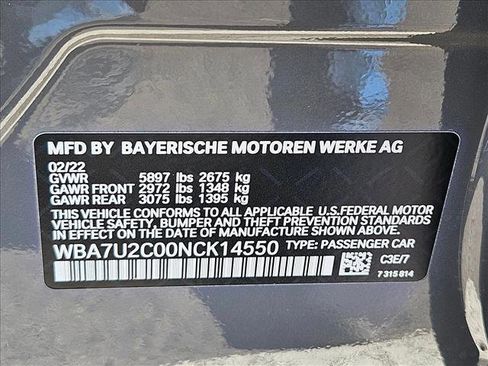 MFD BY BAYERISCHE MOTOREN WERKE AG
02/22
GVWR 5897 lbs 2675 kg
GAWR FRONT 2972 lbs 1348 kg
GAWR REAR 3075 lbs 1395 kg
THIS VEHICLE CONFORMS TO ALL APPLICABLE U.S.FEDERAL MOTOR
VEHICLE SAFETY, BUMPER AND THEFT PREVENTION STANDARDS
IN EFFECT ON THE DATE OF MANUFACTURE SHOWN ABOVE.
WBA7U2C00NCK14550 TYPE: PASSENGER CAR
C3E/7
7 315 814